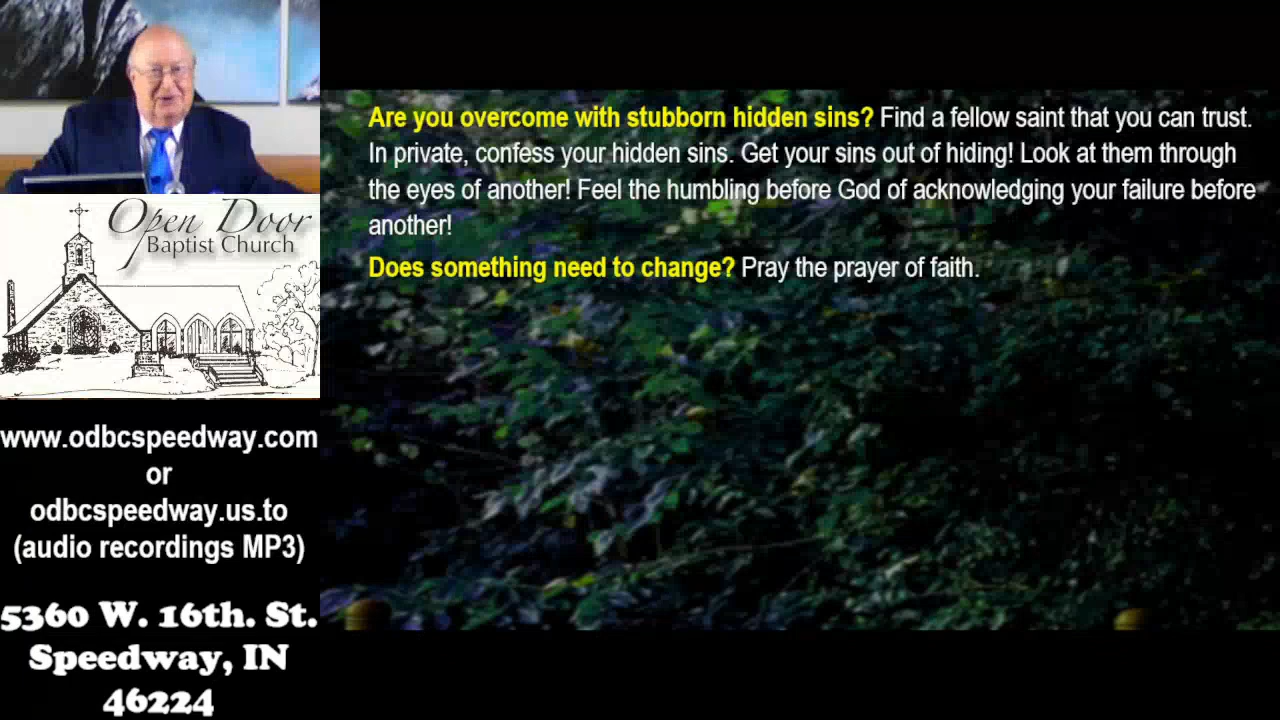 Are you overcome with stubborn hidden sins? Find a fellow saint that you can trust.
In private, confess your hidden sins. Get your sins out of hiding! Look at them through
the eyes of another! Feel the humbling before God of acknowledging your failure before
another!
Does something need to change? Pray the prayer of faith.
Open Door
Baptist Church
www.odbcspeedway.com
or
odbcspeedway.us.to
(audio recordings MP3)
5360 W. 16th. St.
Speedway, IN
46224